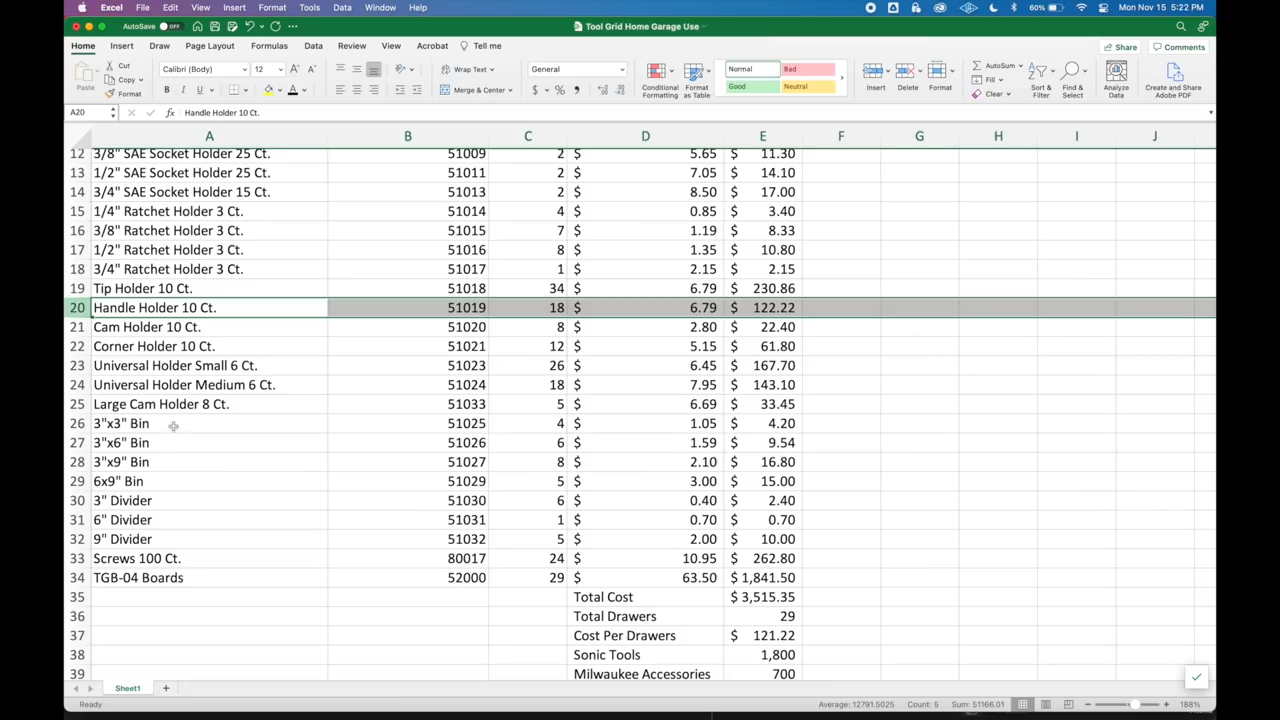 Excel File Edit View Insert Format Tools Data Window Help 60% Mon Nov 15 5:22 PM
AutoSave OFF Tool Grid Home Garage Use
Home Insert Draw Page Layout Formulas Data Review View Acrobat Tell me Share Comments
Paste Cut Copy Format Calibri (Body) 12 Wrap Text Merge & Center General Conditional Formatting Format as Table Normal Bad Good Neutral Insert Delete Format AutoSum Fill Clear Sort & Filter Find & Select Analyze Data Create and Share Adobe PDF
A20 fx Handle Holder 10 Ct.
A B C D E F G H I J
12 3/8" SAE Socket Holder 25 Ct. 51009 2 $ 5.65 $ 11.30
13 1/2" SAE Socket Holder 25 Ct. 51011 2 $ 7.05 $ 14.10
14 3/4" SAE Socket Holder 15 Ct. 51013 2 $ 8.50 $ 17.00
15 1/4" Ratchet Holder 3 Ct. 51014 4 $ 0.85 $ 3.40
16 3/8" Ratchet Holder 3 Ct. 51015 7 $ 1.19 $ 8.33
17 1/2" Ratchet Holder 3 Ct. 51016 8 $ 1.35 $ 10.80
18 3/4" Ratchet Holder 3 Ct. 51017 1 $ 2.15 $ 2.15
19 Tip Holder 10 Ct. 51018 34 $ 6.79 $ 230.86
20 Handle Holder 10 Ct. 51019 18 $ 6.79 $ 122.22
21 Cam Holder 10 Ct. 51020 8 $ 2.80 $ 22.40
22 Corner Holder 10 Ct. 51021 12 $ 5.15 $ 61.80
23 Universal Holder Small 6 Ct. 51023 26 $ 6.45 $ 167.70
24 Universal Holder Medium 6 Ct. 51024 18 $ 7.95 $ 143.10
25 Large Cam Holder 8 Ct. 51033 5 $ 6.69 $ 33.45
26 3"x3" Bin 51025 4 $ 1.05 $ 4.20
27 3"x6" Bin 51026 6 $ 1.59 $ 9.54
28 3"x9" Bin 51027 8 $ 2.10 $ 16.80
29 6x9" Bin 51029 5 $ 3.00 $ 15.00
30 3" Divider 51030 6 $ 0.40 $ 2.40
31 6" Divider 51031 1 $ 0.70 $ 0.70
32 9" Divider 51032 5 $ 2.00 $ 10.00
33 Screws 100 Ct. 80017 24 $ 10.95 $ 262.80
34 TGB-04 Boards 52000 29 $ 63.50 $ 1,841.50
35 Total Cost $ 3,515.35
36 Total Drawers 29
37 Cost Per Drawers $ 121.22
38 Sonic Tools 1,800
39 Milwaukee Accessories 700
Sheet1 +
Ready Average: 12791.5025 Count: 5 Sum: 51166.01 188%